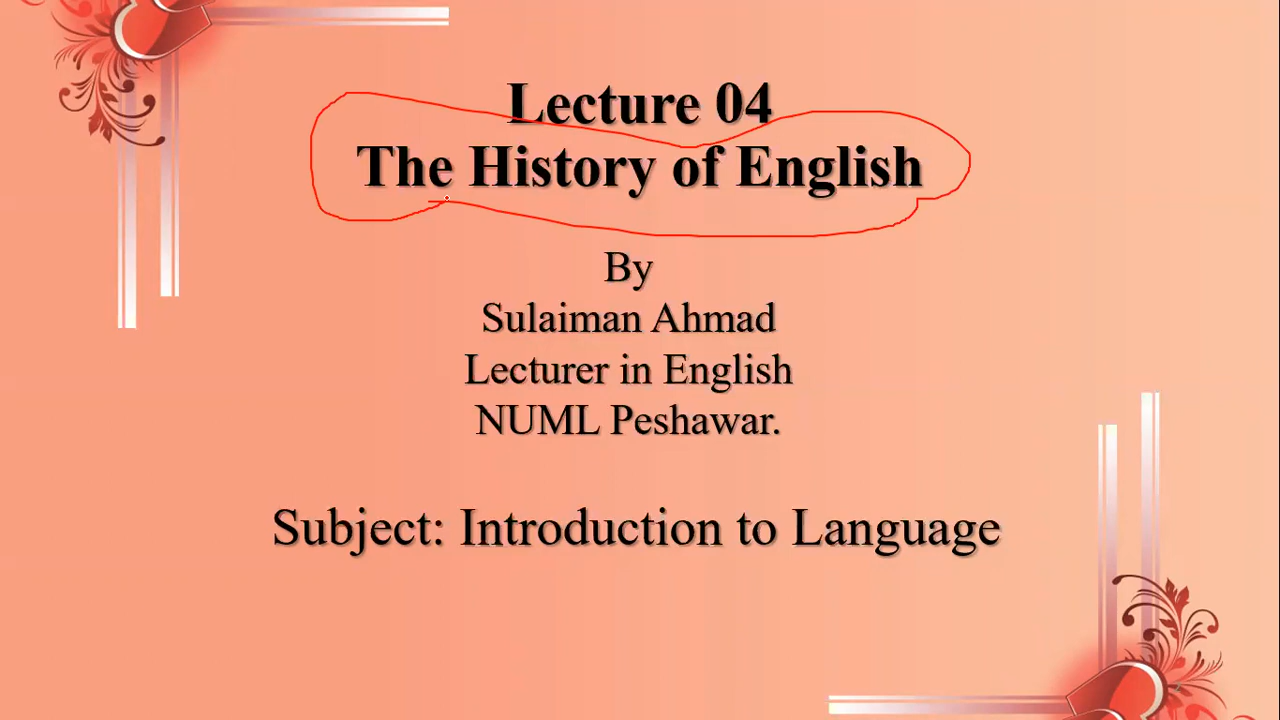 Lecture 04
The History of English
By
Sulaiman Ahmad
Lecturer in English
NUML Peshawar.
Subject: Introduction to Language